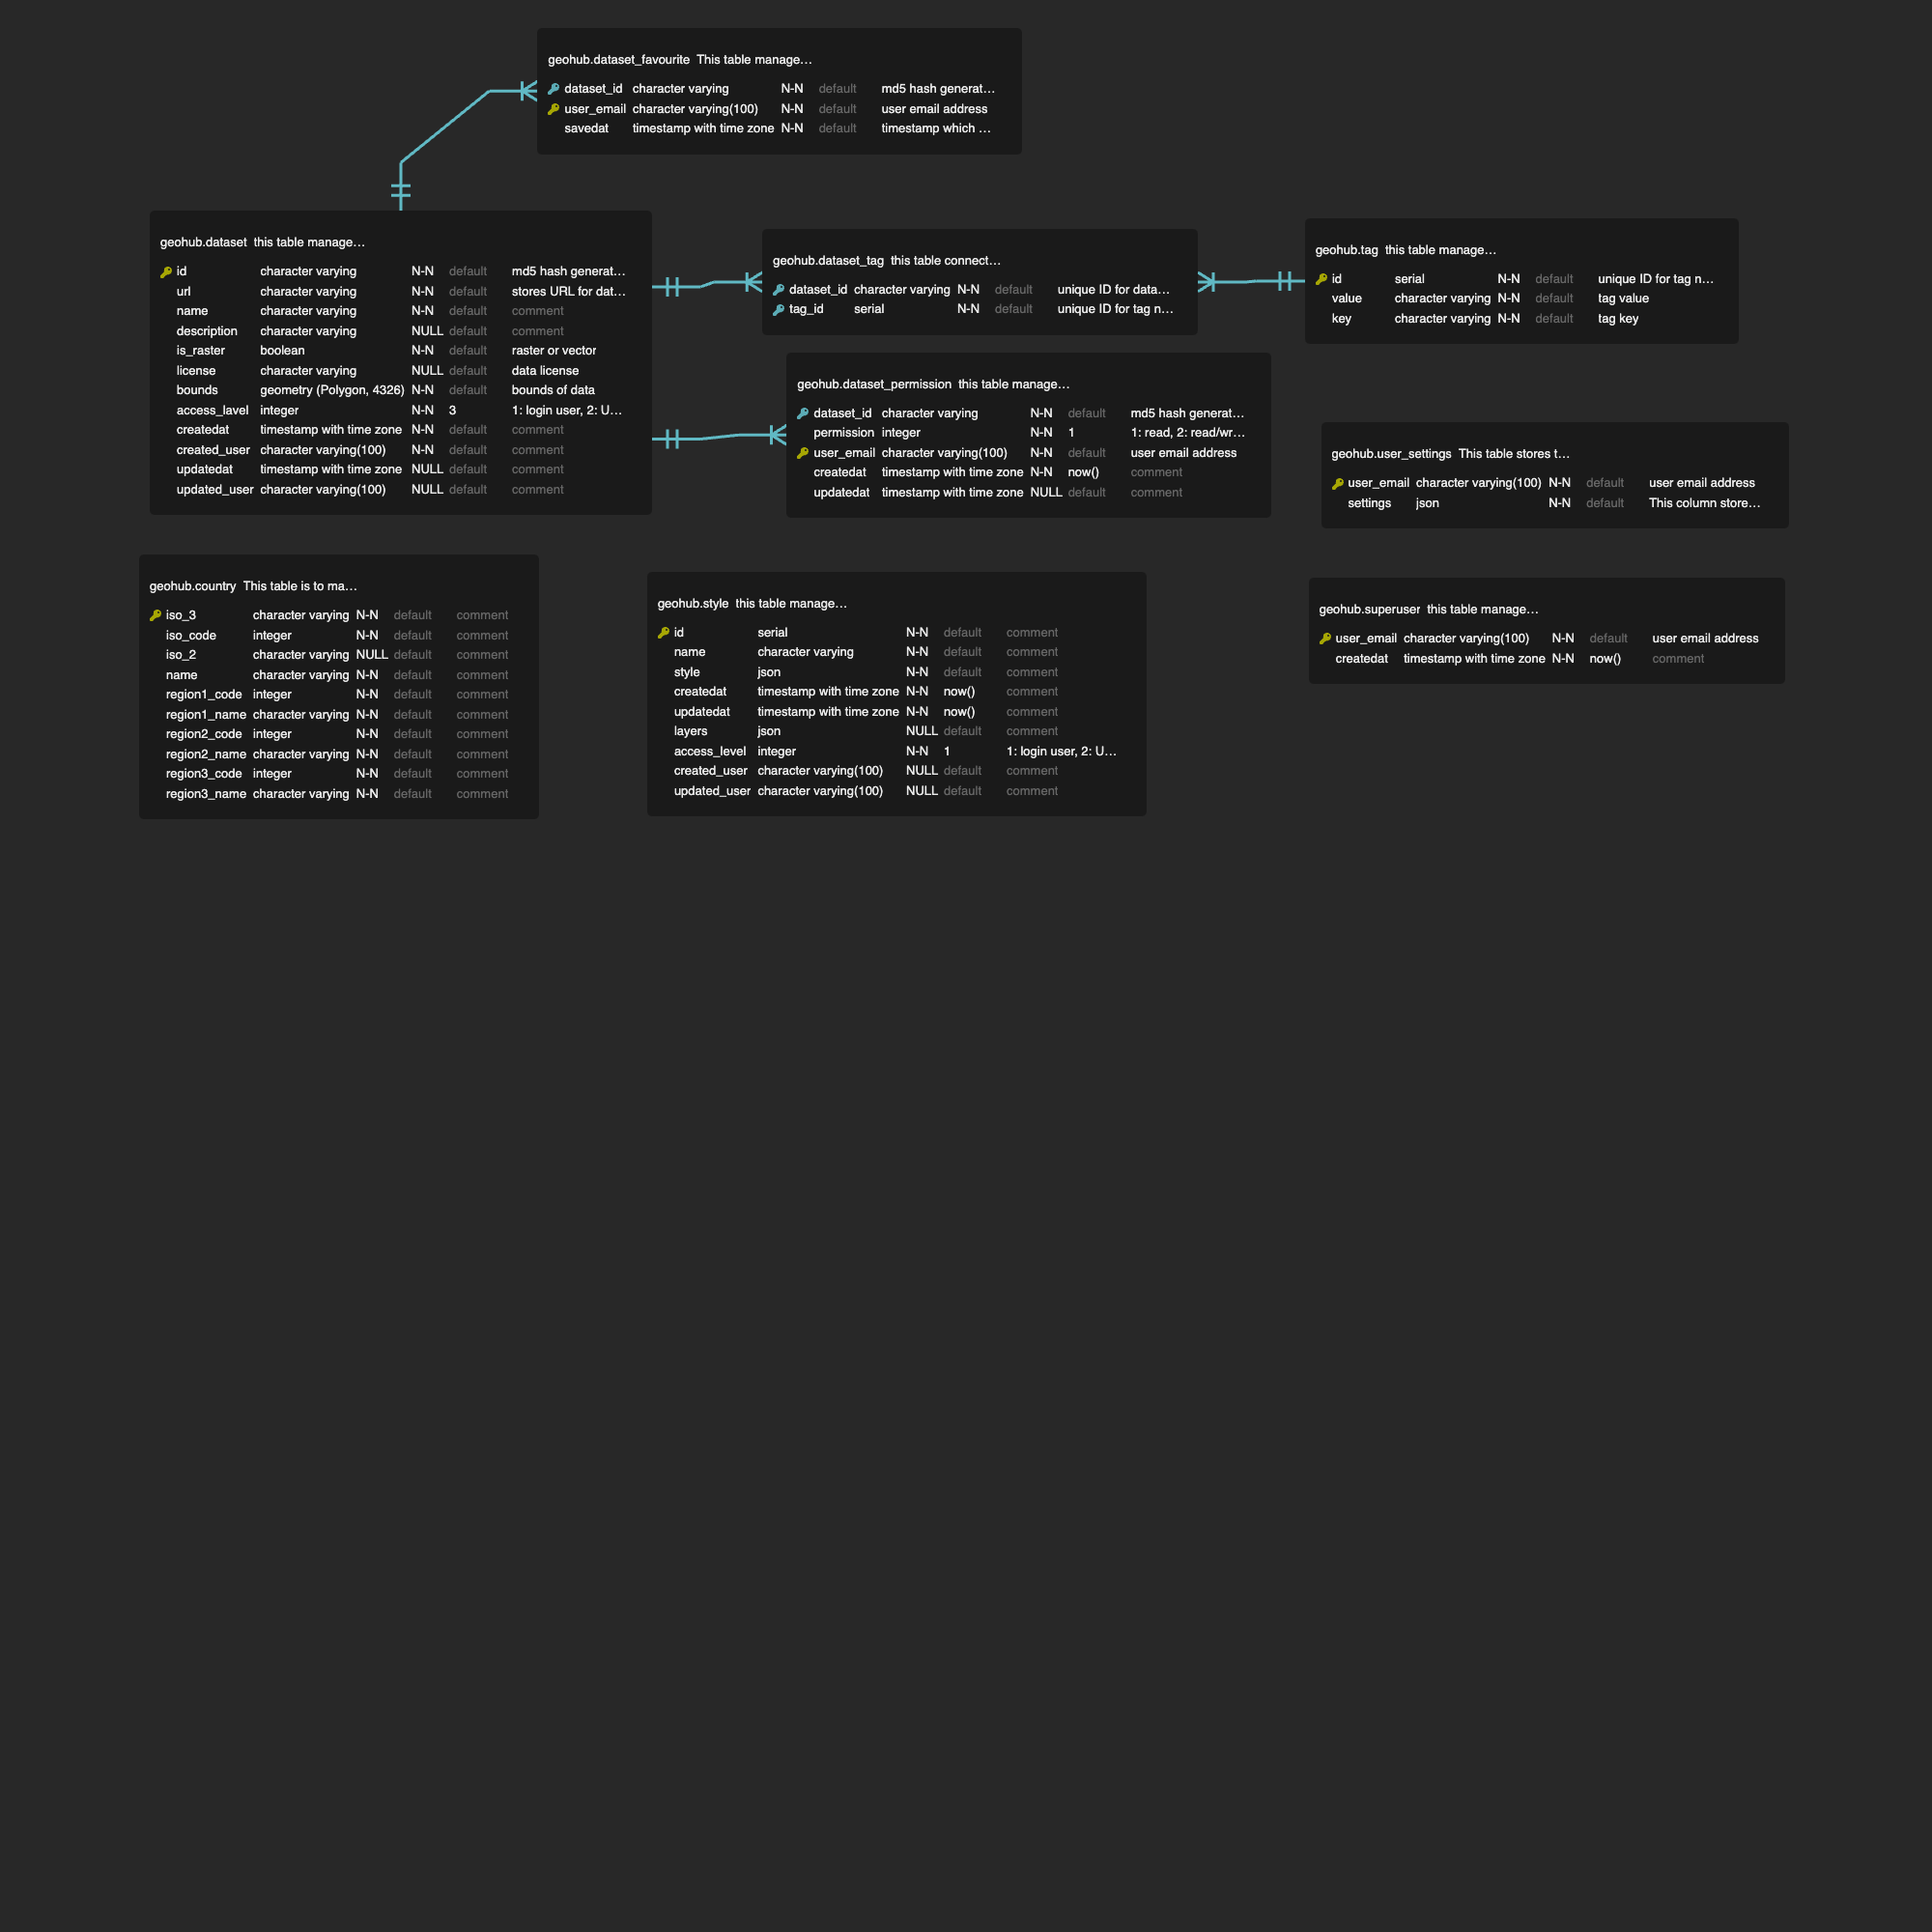 geohub.dataset_favourite This table manage…
dataset_id character varying N-N default md5 hash generat…
user_email character varying(100) N-N default user email address
savedat timestamp with time zone N-N default timestamp which …
geohub.dataset this table manage…
id character varying N-N default md5 hash generat…
url character varying N-N default stores URL for dat…
name character varying N-N default comment
description character varying NULL default comment
is_raster boolean N-N default raster or vector
license character varying NULL default data license
bounds geometry (Polygon, 4326) N-N default bounds of data
access_lavel integer N-N 3 1: login user, 2: U…
createdat timestamp with time zone N-N default comment
created_user character varying(100) N-N default comment
updatedat timestamp with time zone NULL default comment
updated_user character varying(100) NULL default comment
geohub.dataset_tag this table connect…
dataset_id character varying N-N default unique ID for data…
tag_id serial N-N default unique ID for tag n…
geohub.tag this table manage…
id serial N-N default unique ID for tag n…
value character varying N-N default tag value
key character varying N-N default tag key
geohub.dataset_permission this table manage…
dataset_id character varying N-N default md5 hash generat…
permission integer N-N 1 1: read, 2: read/wr…
user_email character varying(100) N-N default user email address
createdat timestamp with time zone N-N now() comment
updatedat timestamp with time zone NULL default comment
geohub.user_settings This table stores t…
user_email character varying(100) N-N default user email address
settings json N-N default This column store…
geohub.country This table is to ma…
iso_3 character varying N-N default comment
iso_code integer N-N default comment
iso_2 character varying NULL default comment
name character varying N-N default comment
region1_code integer N-N default comment
region1_name character varying N-N default comment
region2_code integer N-N default comment
region2_name character varying N-N default comment
region3_code integer N-N default comment
region3_name character varying N-N default comment
geohub.style this table manage…
id serial N-N default comment
name character varying N-N default comment
style json N-N default comment
createdat timestamp with time zone N-N now() comment
updatedat timestamp with time zone N-N now() comment
layers json NULL default comment
access_level integer N-N 1 1: login user, 2: U…
created_user character varying(100) NULL default comment
updated_user character varying(100) NULL default comment
geohub.superuser this table manage…
user_email character varying(100) N-N default user email address
createdat timestamp with time zone N-N now() comment